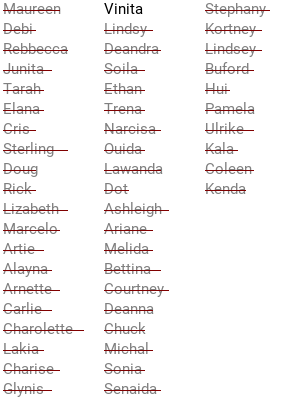 Maureen
Debi
Rebbecca
Junita
Tarah
Elana
Cris
Sterling
Doug
Rick
Lizabeth
Marcelo
Artie
Alayna
Arnette
Carlie
Charolette
Lakia
Charise
Glynis
Vinita
Lindsy
Deandra
Soila
Ethan
Trena
Narcisa
Ouida
Lawanda
Dot
Ashleigh
Ariane
Melida
Bettina
Courtney
Deanna
Chuck
Michal
Sonia
Senaida
Stephany
Kortney
Lindsey
Buford
Hui
Pamela
Ulrike
Kala
Coleen
Kenda